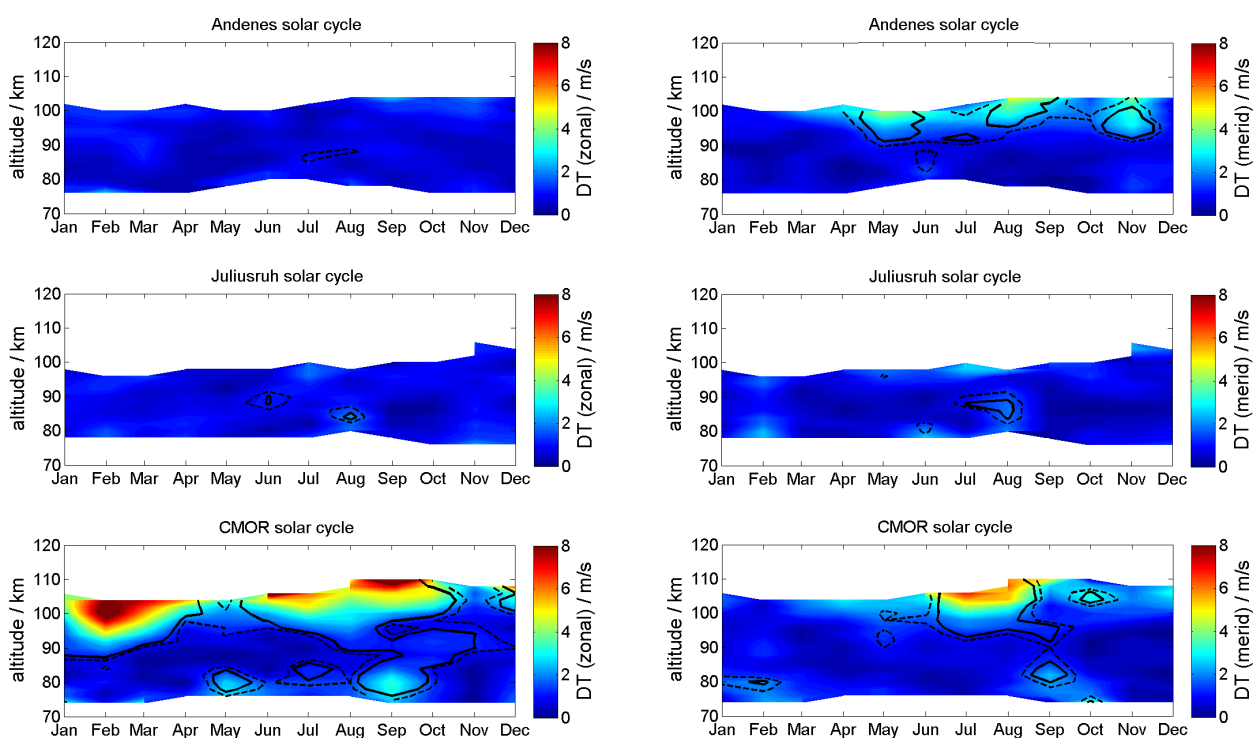 Andenes solar cycle
120
110
100
90
80
70
altitude / km
Jan Feb Mar Apr May Jun Jul Aug Sep Oct Nov Dec
8
6
4
2
0
DT (zonal) / m/s
Andenes solar cycle
120
110
100
90
80
70
altitude / km
Jan Feb Mar Apr May Jun Jul Aug Sep Oct Nov Dec
8
6
4
2
0
DT (merid) / m/s
Juliusruh solar cycle
120
110
100
90
80
70
altitude / km
Jan Feb Mar Apr May Jun Jul Aug Sep Oct Nov Dec
8
6
4
2
0
DT (zonal) / m/s
Juliusruh solar cycle
120
110
100
90
80
70
altitude / km
Jan Feb Mar Apr May Jun Jul Aug Sep Oct Nov Dec
8
6
4
2
0
DT (merid) / m/s
CMOR solar cycle
120
110
100
90
80
70
altitude / km
Jan Feb Mar Apr May Jun Jul Aug Sep Oct Nov Dec
8
6
4
2
0
DT (zonal) / m/s
CMOR solar cycle
120
110
100
90
80
70
altitude / km
Jan Feb Mar Apr May Jun Jul Aug Sep Oct Nov Dec
8
6
4
2
0
DT (merid) / m/s